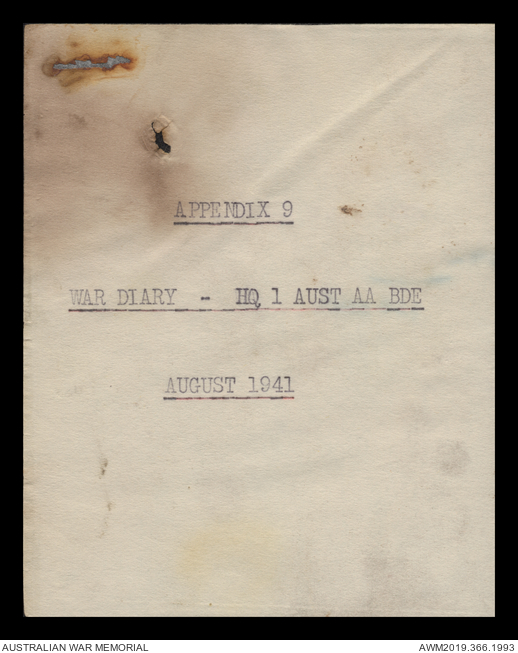 APPENDIX 9
WAR DIARY - HQ 1 AUST AA BDE
AUGUST 1941
AUSTRALIAN WAR MEMORIAL
AWM2019.366.1993